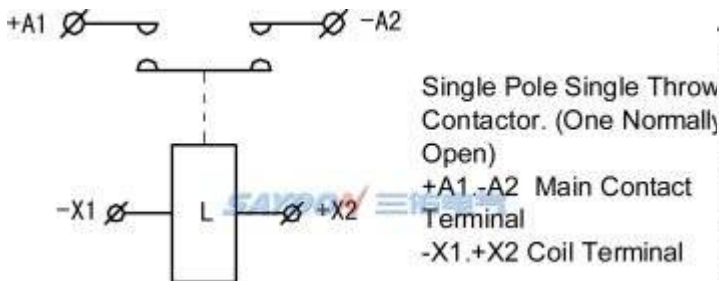 +A1
-A2
Single Pole Single Throw
Contactor. (One Normally
Open)
+A1.-A2 Main Contact
Terminal
-X1.+X2 Coil Terminal
-X1
L
+X2